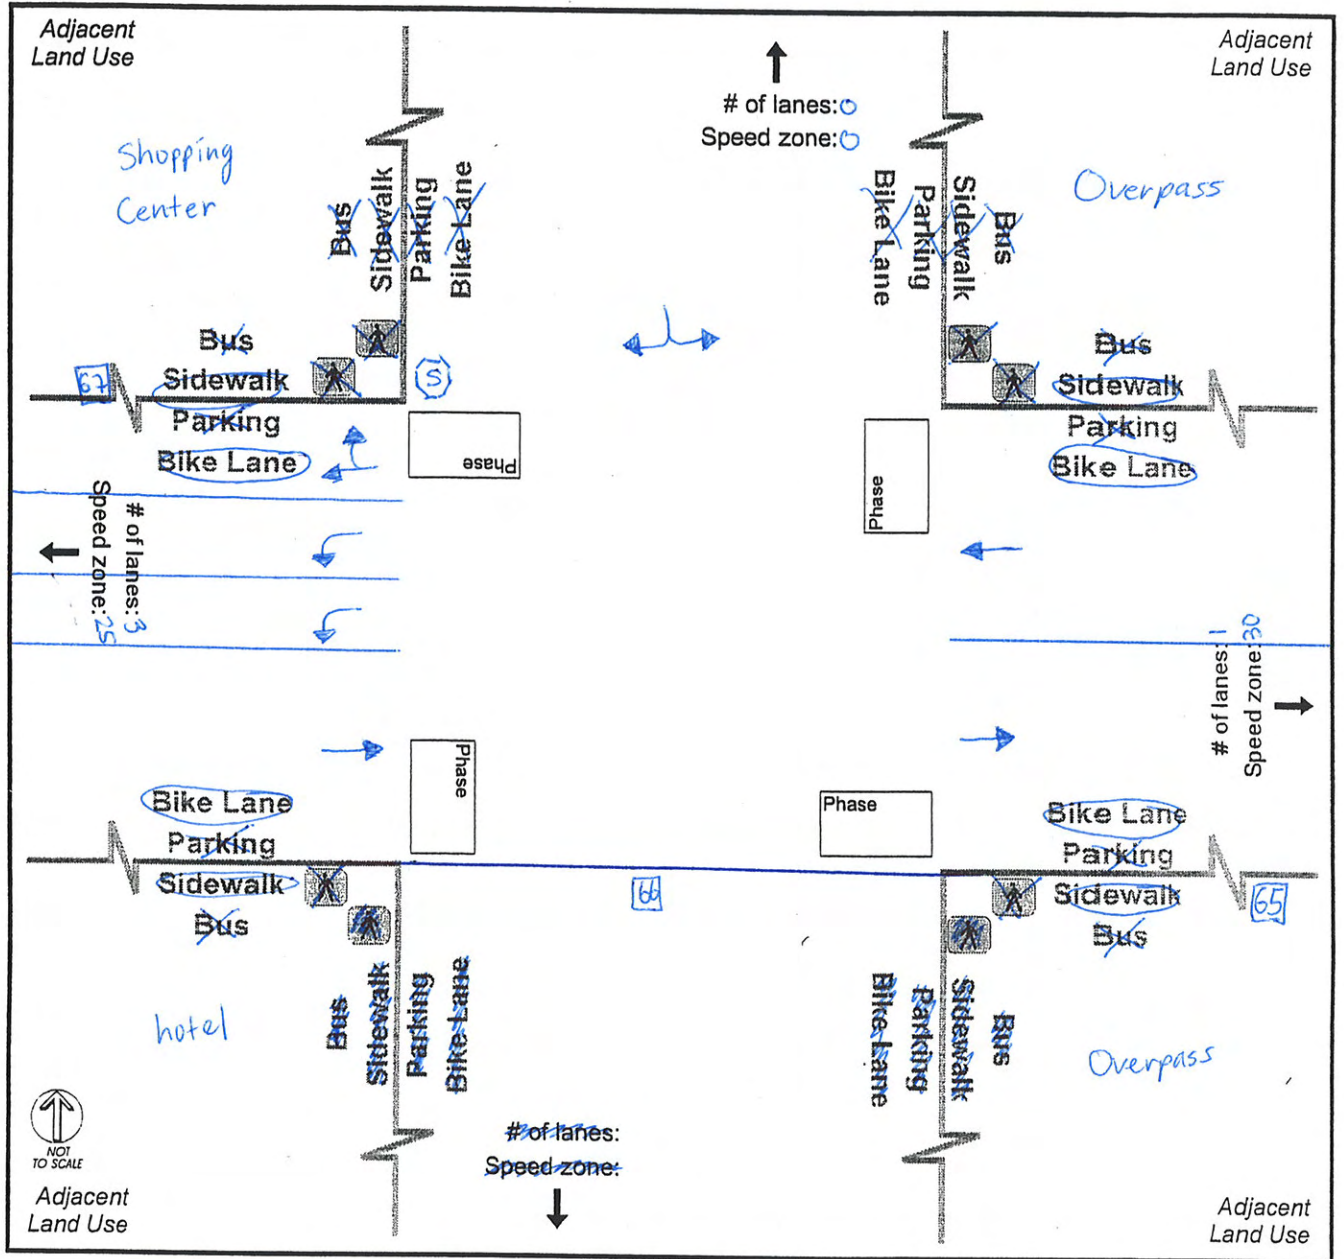 Adjacent
Land Use
Adjacent
Land Use
# of lanes: 0
Speed zone: 0
Shopping
Center
Overpass
Bus
Sidewalk
Parking
Bike Lane
Bike Lane
Parking
Sidewalk
Bus
Bus
Sidewalk
Parking
Bike Lane
67
S
Bus
Sidewalk
Parking
Bike Lane
Phase
Phase
# of lanes: 3
Speed zone: 25
# of lanes: 1
Speed zone: 30
Phase
Phase
Bike Lane
Parking
Sidewalk
Bus
66
Bike Lane
Parking
Sidewalk
Bus
65
Bus
Sidewalk
Parking
Bike Lane
Bike Lane
Parking
Sidewalk
Bus
hotel
Overpass
# of lanes:
Speed zone:
NOT
TO SCALE
Adjacent
Land Use
Adjacent
Land Use